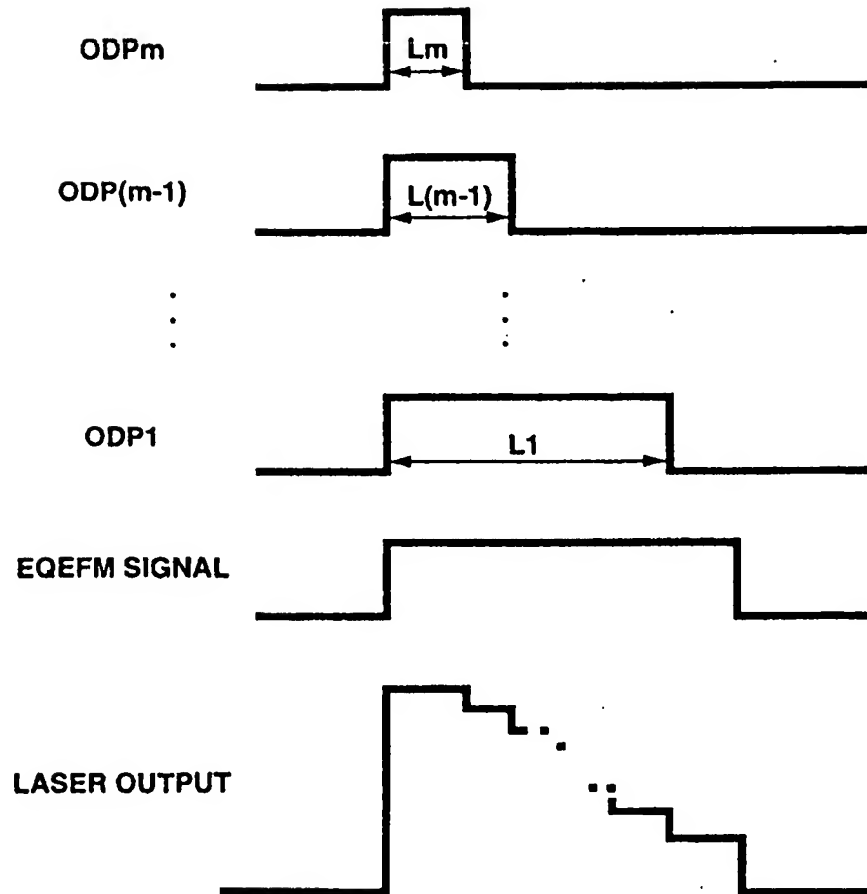 ODPm
Lm
ODP(m-1)
L(m-1)
ODP1
L1
EQEFM SIGNAL
LASER OUTPUT